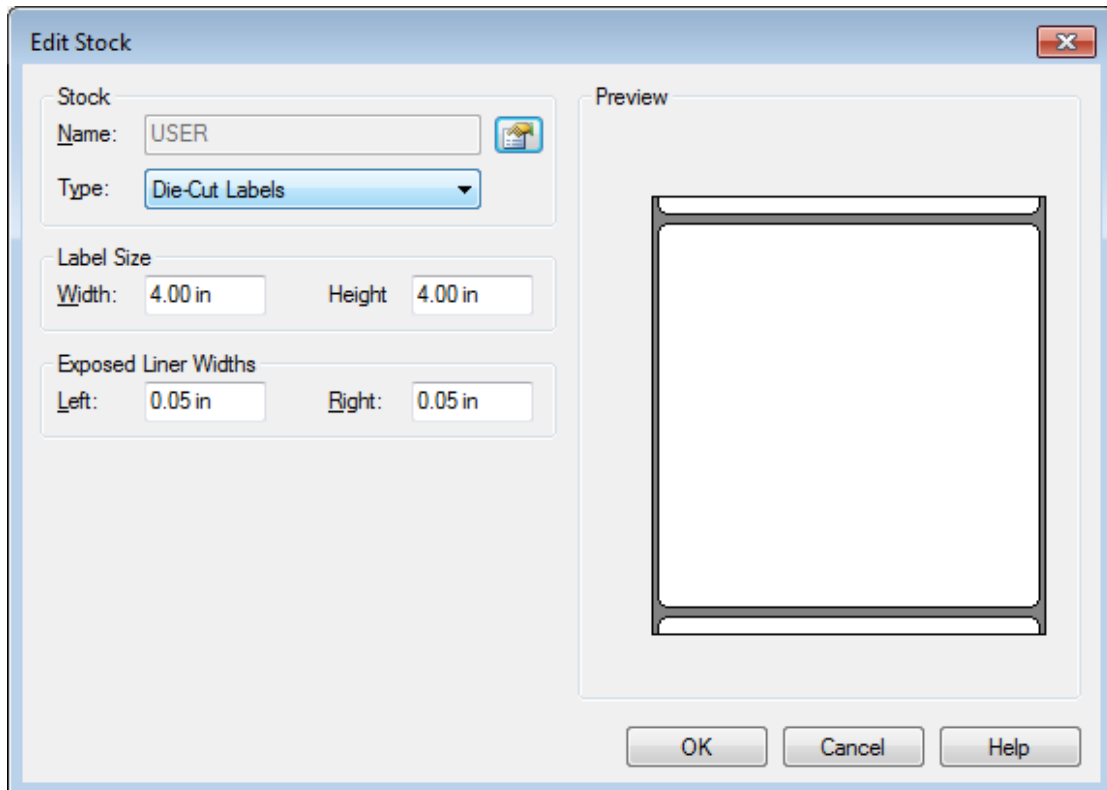 Edit Stock
Stock
Name: USER
Type: Die-Cut Labels
Label Size
Width: 4.00 in Height 4.00 in
Exposed Liner Widths
Left: 0.05 in Right: 0.05 in
Preview
OK Cancel Help